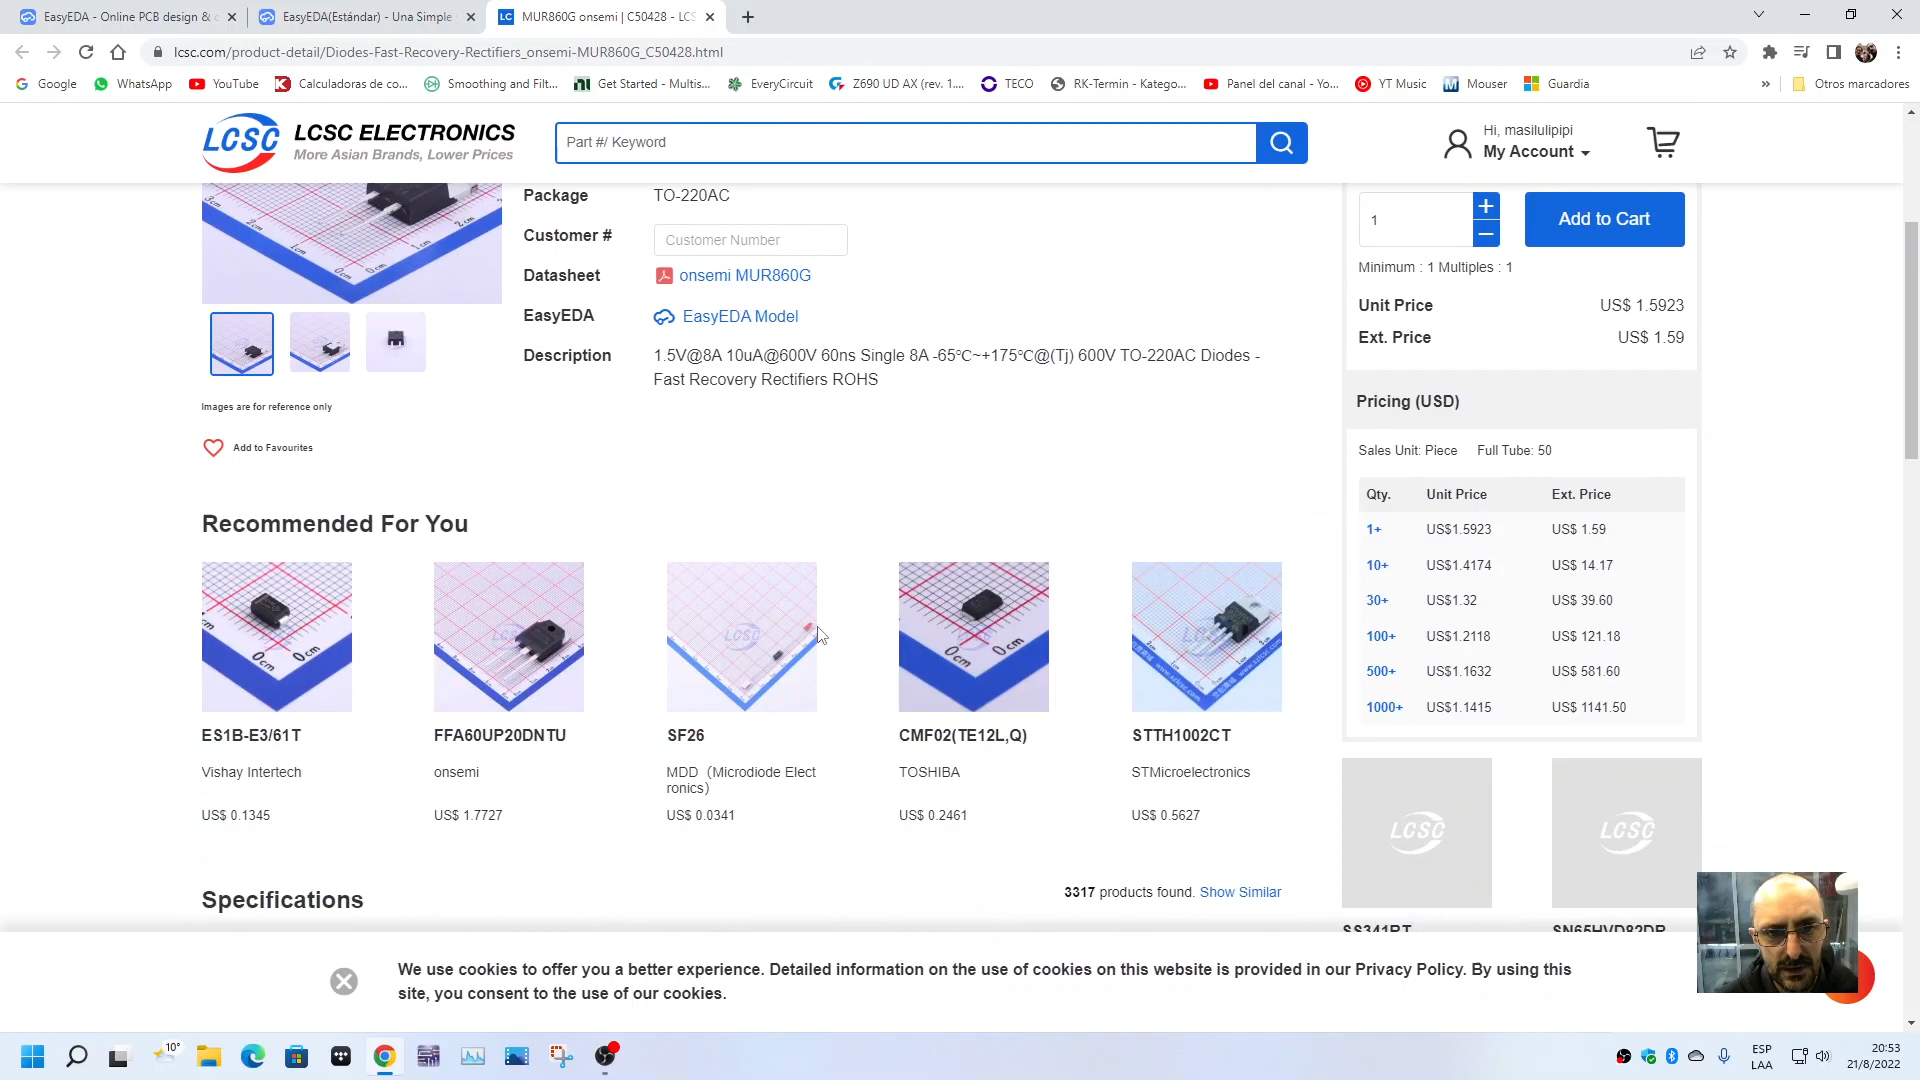 EasyEDA - Online PCB design &
EasyEDA(Estándar) - Una Simple
LC
MUR860G onsemi | C50428 - LCS
lcsc.com/product-detail/Diodes-Fast-Recovery-Rectifiers_onsemi-MUR860G_C50428.html
Google
WhatsApp
YouTube
Calculadoras de co...
Smoothing and Filt...
Get Started - Multis...
EveryCircuit
Z690 UD AX (rev. 1....
TECO
RK-Termin - Katego...
Panel del canal - Yo...
YT Music
Mouser
Guardia
»
Otros marcadores
LCSC
LCSC ELECTRONICS
More Asian Brands, Lower Prices
Part #/ Keyword
Hi, masilulipipi
My Account
Package
TO-220AC
Customer #
Customer Number
Datasheet
onsemi MUR860G
EasyEDA
EasyEDA Model
Description
1.5V@8A 10uA@600V 60ns Single 8A -65℃~+175℃@(Tj) 600V TO-220AC Diodes -
Fast Recovery Rectifiers ROHS
Images are for reference only
Add to Favourites
1
+
−
Add to Cart
Minimum : 1 Multiples : 1
Unit Price
US$ 1.5923
Ext. Price
US$ 1.59
Pricing (USD)
Sales Unit: Piece
Full Tube: 50
Qty.
Unit Price
Ext. Price
1+
US$1.5923
US$ 1.59
10+
US$1.4174
US$ 14.17
30+
US$1.32
US$ 39.60
100+
US$1.2118
US$ 121.18
500+
US$1.1632
US$ 581.60
1000+
US$1.1415
US$ 1141.50
Recommended For You
0cm
0cm
LCSC
0cm
0cm
ES1B-E3/61T
Vishay Intertech
US$ 0.1345
FFA60UP20DNTU
onsemi
US$ 1.7727
SF26
MDD（Microdiode Elect
ronics）
US$ 0.0341
CMF02(TE12L,Q)
TOSHIBA
US$ 0.2461
STTH1002CT
STMicroelectronics
US$ 0.5627
LCSC
LCSC
SS341RT
SN65HVD82DR
Specifications
3317 products found. Show Similar
We use cookies to offer you a better experience. Detailed information on the use of cookies on this website is provided in our Privacy Policy. By using this
site, you consent to the use of our cookies.
10°
ESP
LAA
20:53
21/8/2022